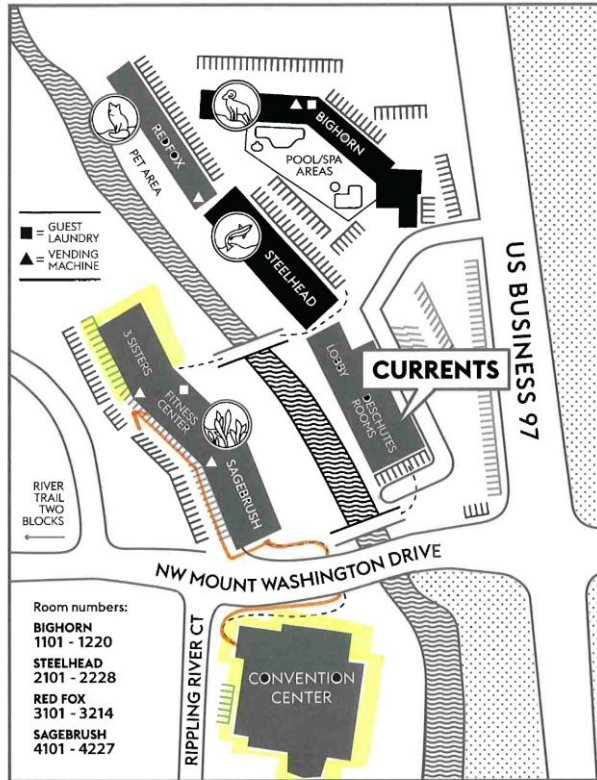 REDFOX
PET AREA
BIGHORN
POOL/SPA
AREAS
■ = GUEST
LAUNDRY
▲ = VENDING
MACHINE
STEELHEAD
US BUSINESS 97
3 SISTERS
FITNESS
CENTER
SAGEBRUSH
LOBBY
DESCHUTES
ROOMS
CURRENTS
RIVER
TRAIL
TWO
BLOCKS
NW MOUNT WASHINGTON DRIVE
RIPPLING RIVER CT
CONVENTION
CENTER
Room numbers:
BIGHORN
1101 - 1220
STEELHEAD
2101 - 2228
RED FOX
3101 - 3214
SAGEBRUSH
4101 - 4227